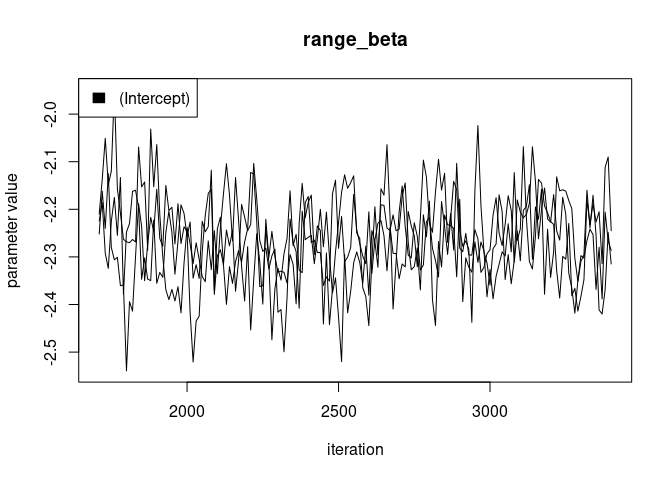 range_beta
(Intercept)
-2.0
-2.1
-2.2
-2.3
-2.4
-2.5
parameter value
2000 2500 3000
iteration